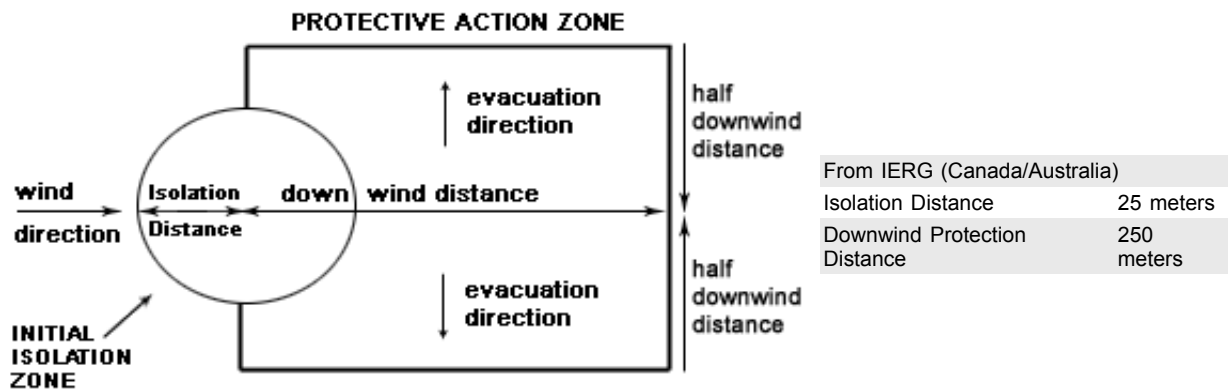 PROTECTIVE ACTION ZONE
evacuation
direction
half
downwind
distance
wind
direction
Isolation
Distance
down wind distance
evacuation
direction
half
downwind
distance
INITIAL
ISOLATION
ZONE
From IERG (Canada/Australia)
Isolation Distance 25 meters
Downwind Protection 250
Distance meters